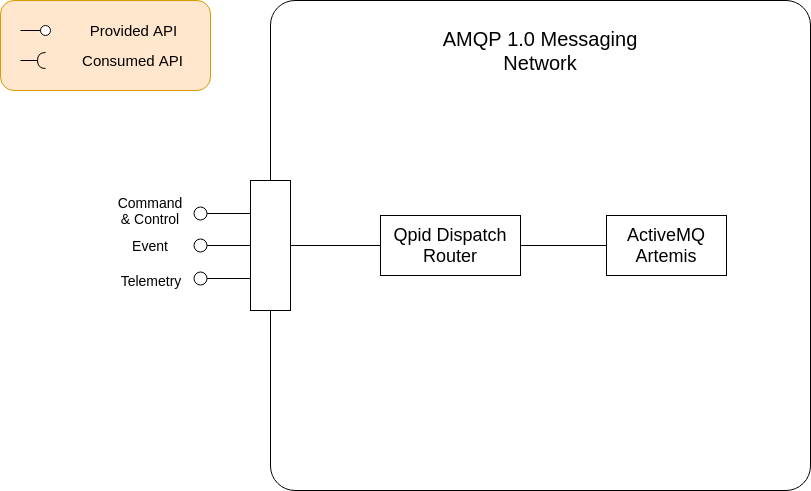 Provided API
Consumed API
AMQP 1.0 Messaging
Network
Command
& Control
Event
Telemetry
Qpid Dispatch
Router
ActiveMQ
Artemis